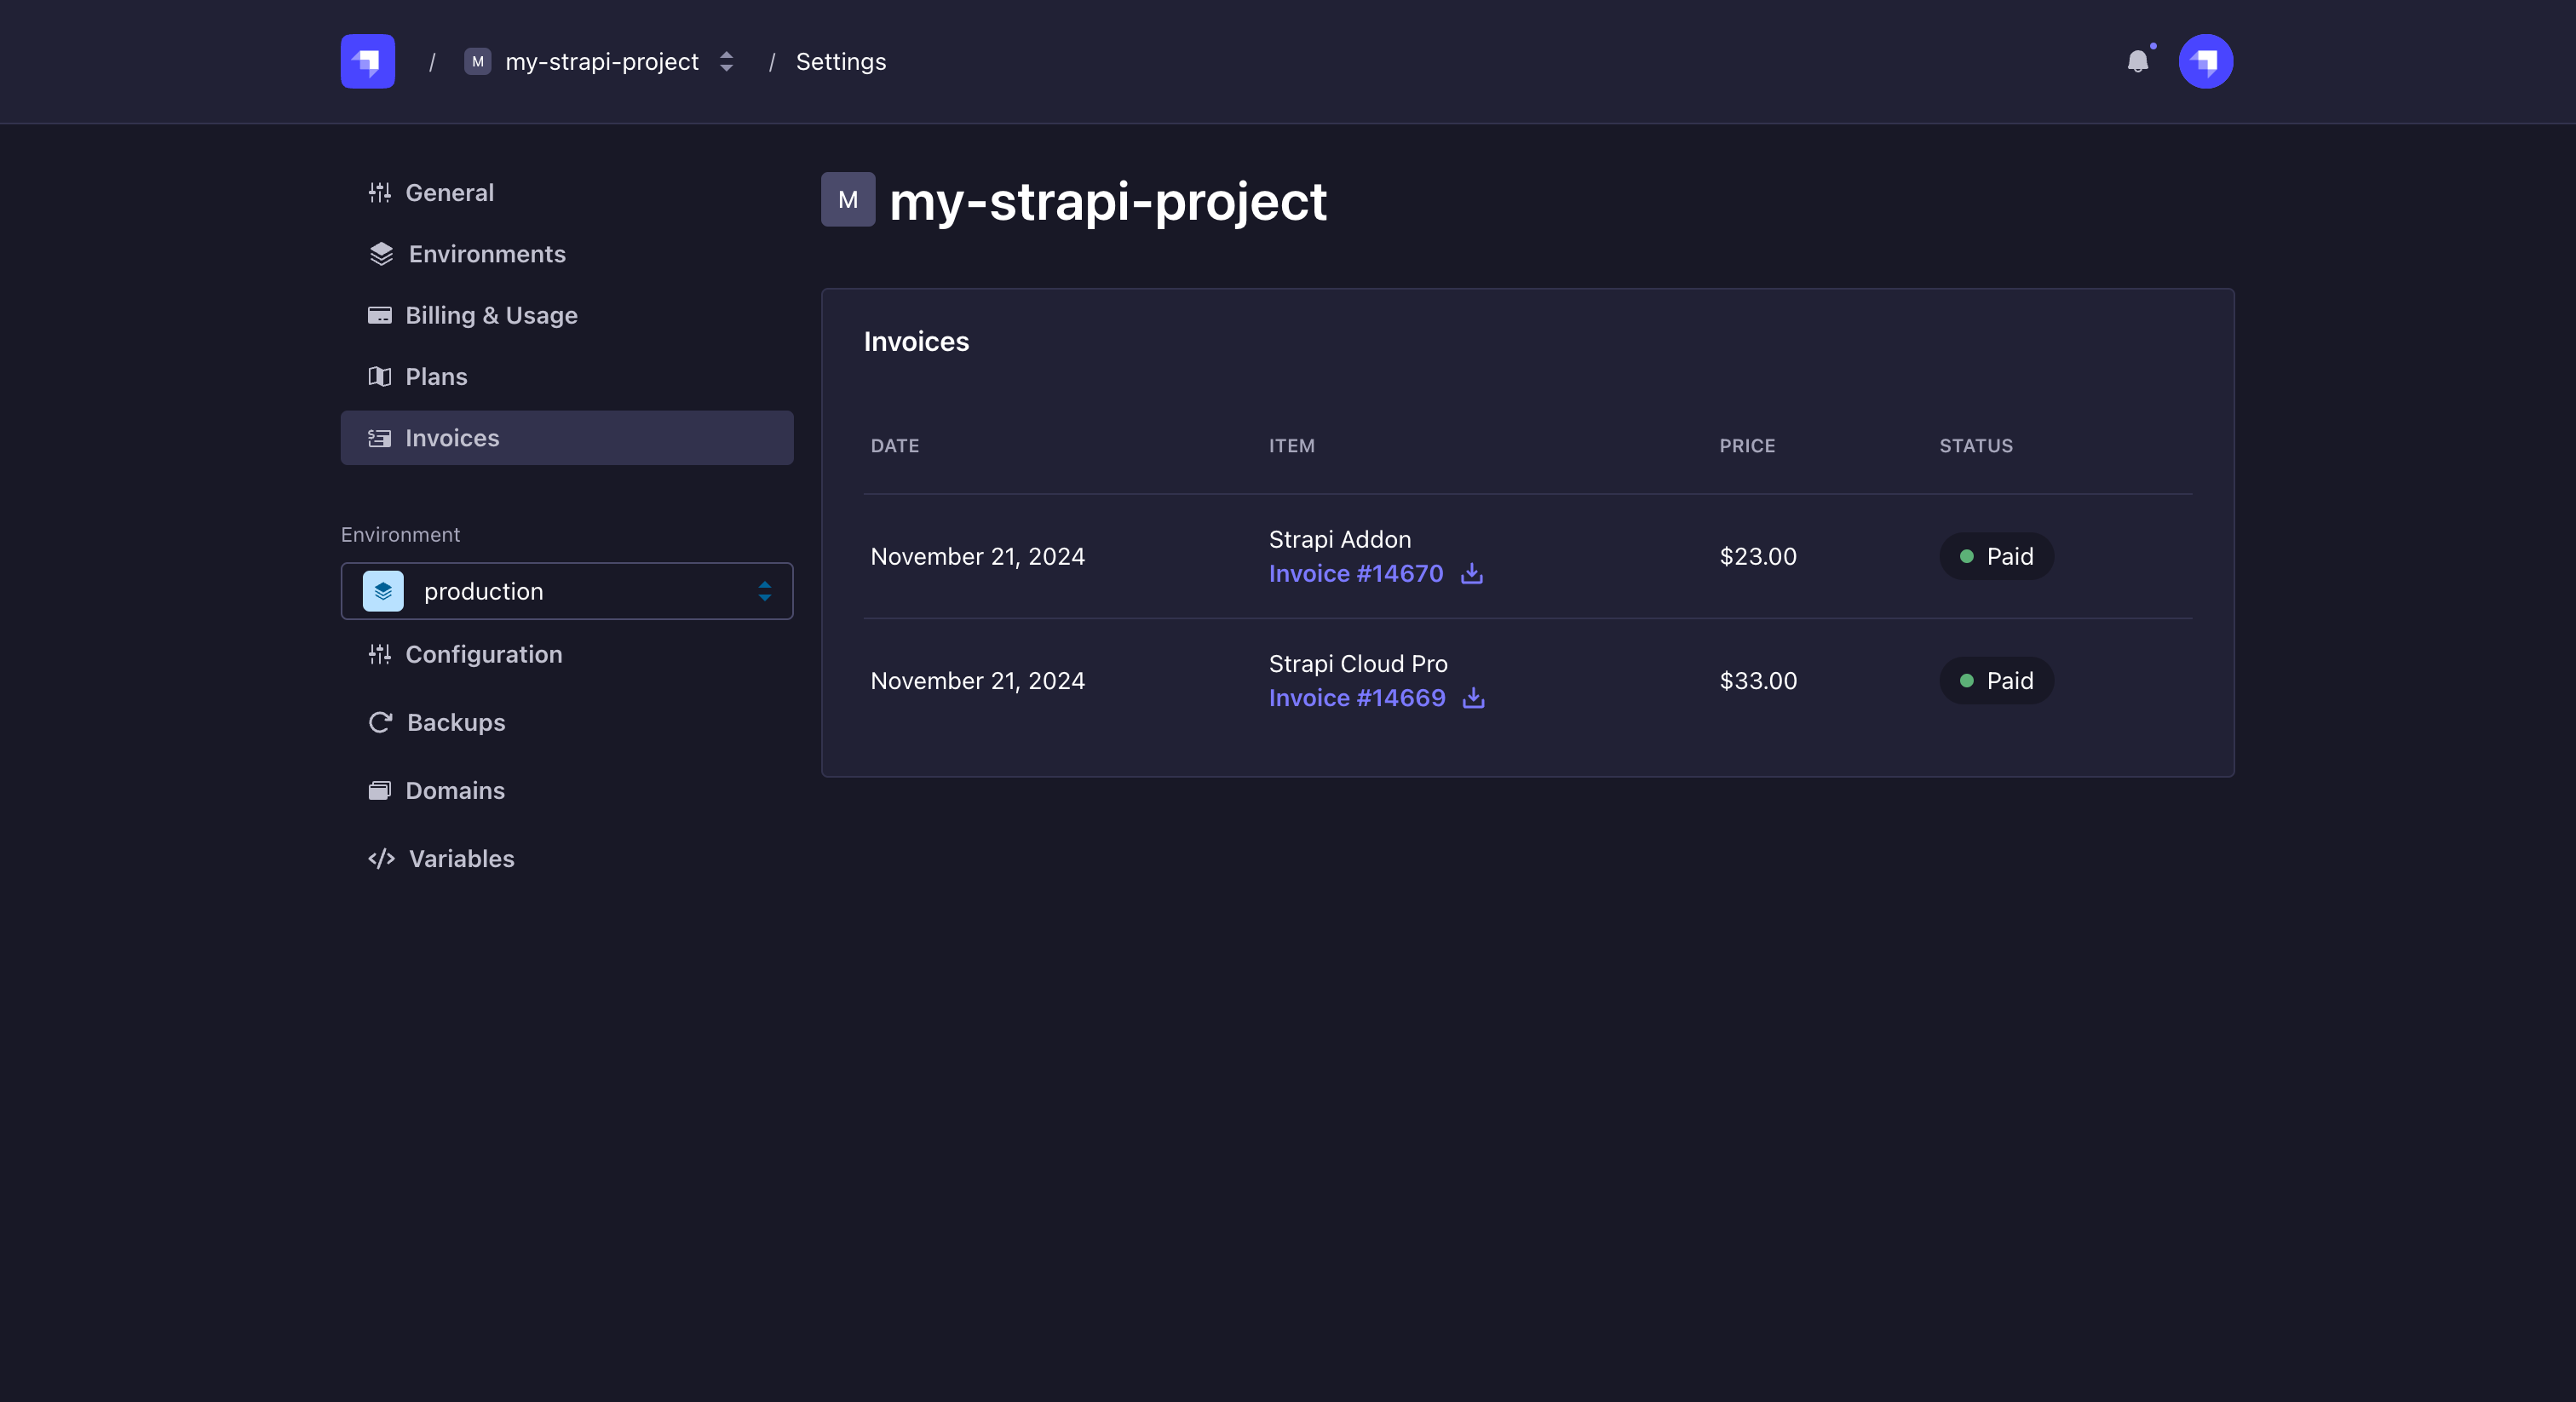 / M my-strapi-project / Settings
General
Environments
Billing & Usage
Plans
Invoices
Environment
production
Configuration
Backups
Domains
Variables
M my-strapi-project
Invoices
DATE ITEM PRICE STATUS
November 21, 2024 Strapi Addon $23.00 Paid
Invoice #14670
November 21, 2024 Strapi Cloud Pro $33.00 Paid
Invoice #14669